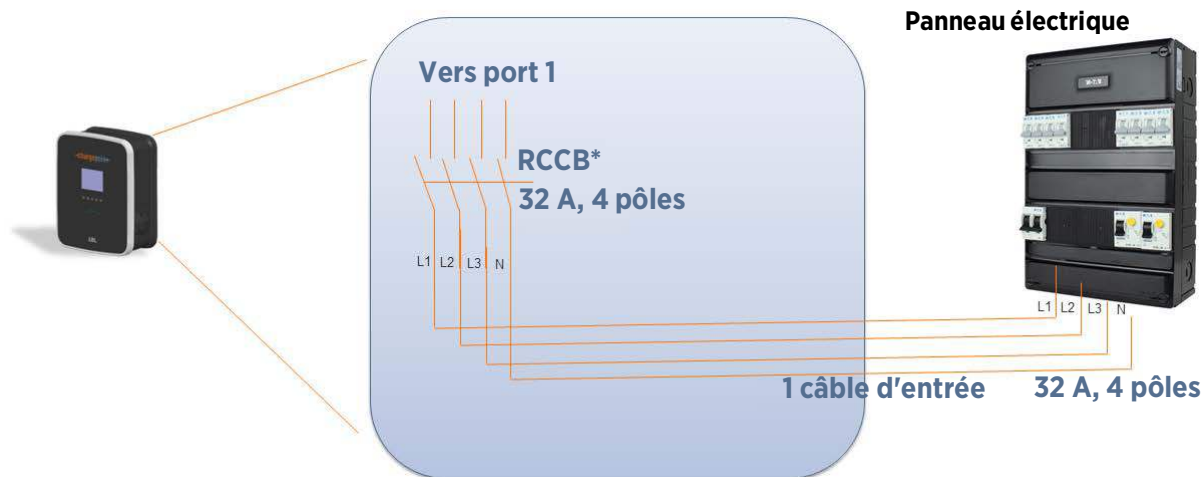 Panneau électrique
Vers port 1
RCCB*
32 A, 4 pôles
L1 L2 L3 N
L1 L2 L3 N
1 câble d'entrée 32 A, 4 pôles